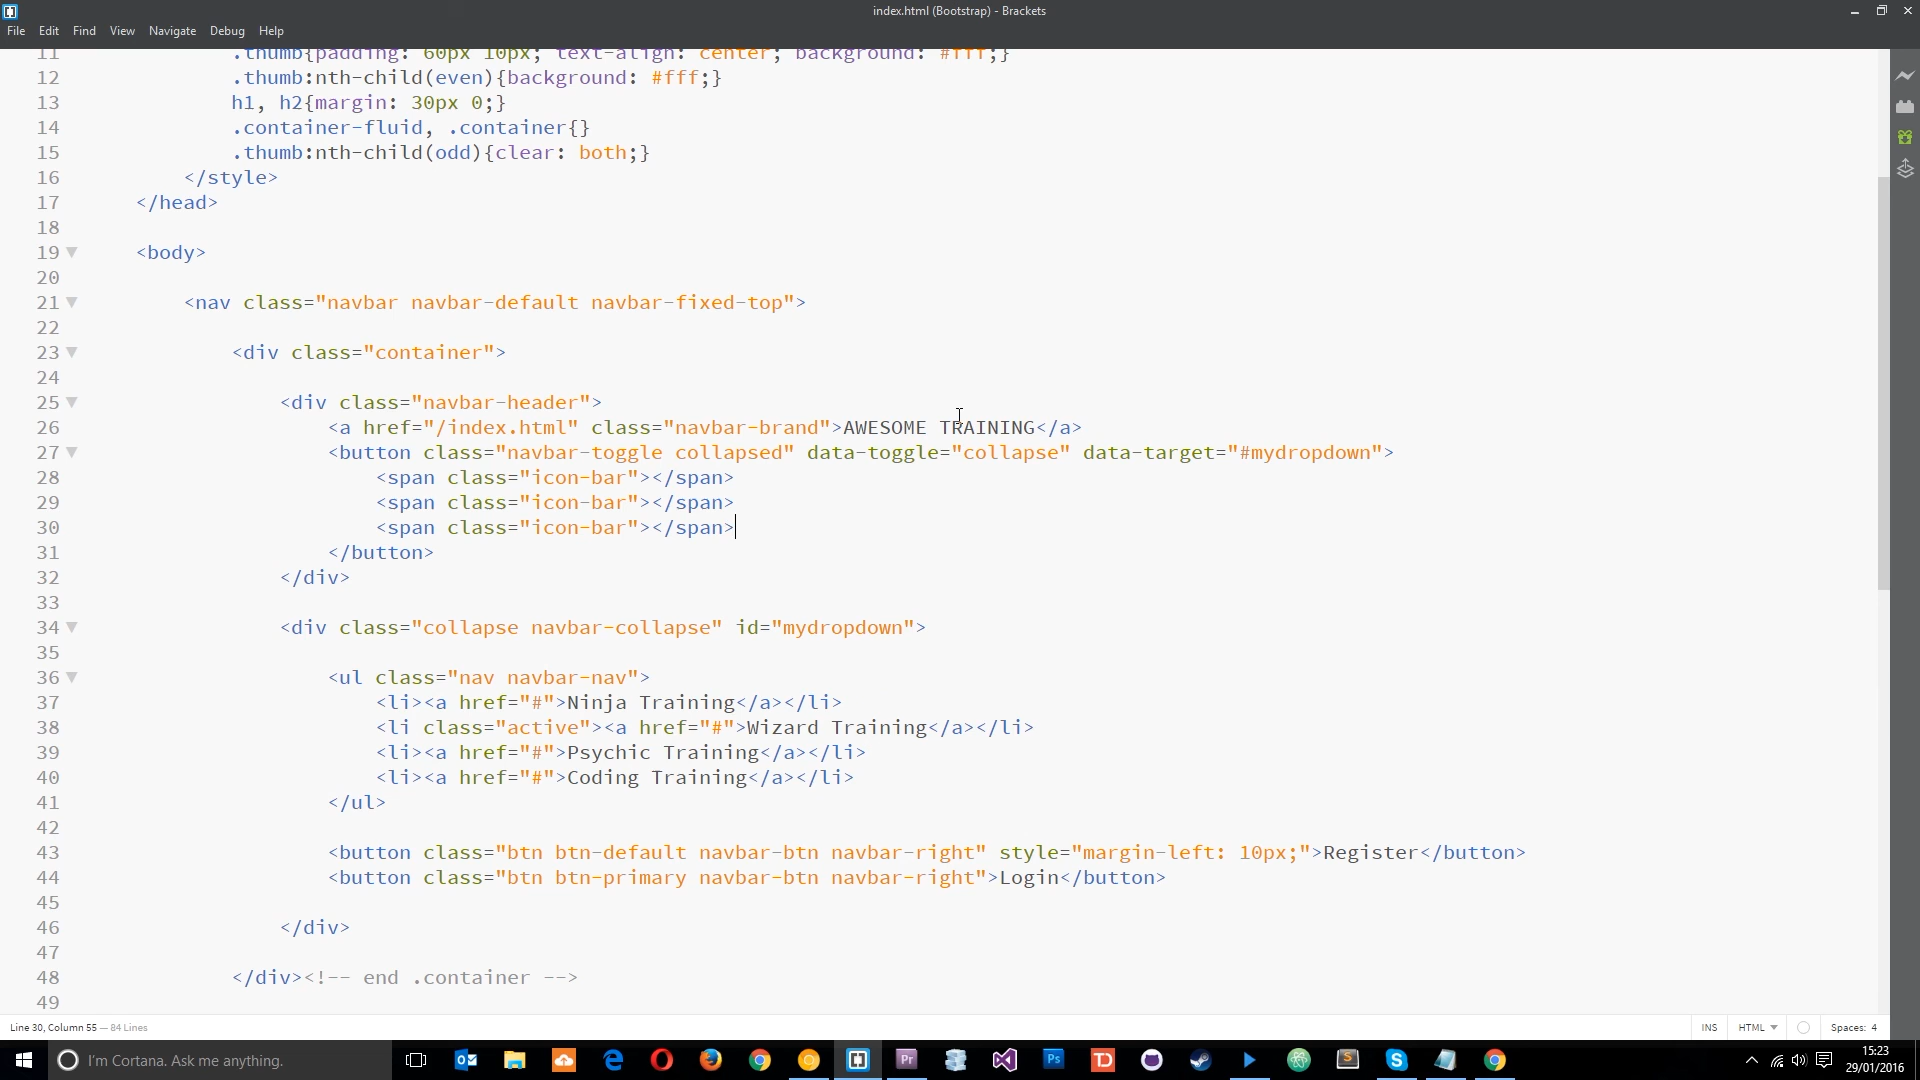 index.html (Bootstrap) - Brackets
File Edit Find View Navigate Debug Help
11 .thumb{padding: 60px 10px; text-align: center; background: #fff;}
12 .thumb:nth-child(even){background: #fff;}
13 h1, h2{margin: 30px 0;}
14 .container-fluid, .container{}
15 .thumb:nth-child(odd){clear: both;}
16 </style>
17 </head>
18
19 <body>
20
21 <nav class="navbar navbar-default navbar-fixed-top">
22
23 <div class="container">
24
25 <div class="navbar-header">
26 <a href="/index.html" class="navbar-brand">AWESOME TRAINING</a>
27 <button class="navbar-toggle collapsed" data-toggle="collapse" data-target="#mydropdown">
28 <span class="icon-bar"></span>
29 <span class="icon-bar"></span>
30 <span class="icon-bar"></span>
31 </button>
32 </div>
33
34 <div class="collapse navbar-collapse" id="mydropdown">
35
36 <ul class="nav navbar-nav">
37 <li><a href="#">Ninja Training</a></li>
38 <li class="active"><a href="#">Wizard Training</a></li>
39 <li><a href="#">Psychic Training</a></li>
40 <li><a href="#">Coding Training</a></li>
41 </ul>
42
43 <button class="btn btn-default navbar-btn navbar-right" style="margin-left: 10px;">Register</button>
44 <button class="btn btn-primary navbar-btn navbar-right">Login</button>
45
46 </div>
47
48 </div><!-- end .container -->
49
Line 30, Column 55 — 84 Lines INS HTML Spaces: 4
I'm Cortana. Ask me anything. Pr Ps TD S 15:23
29/01/2016